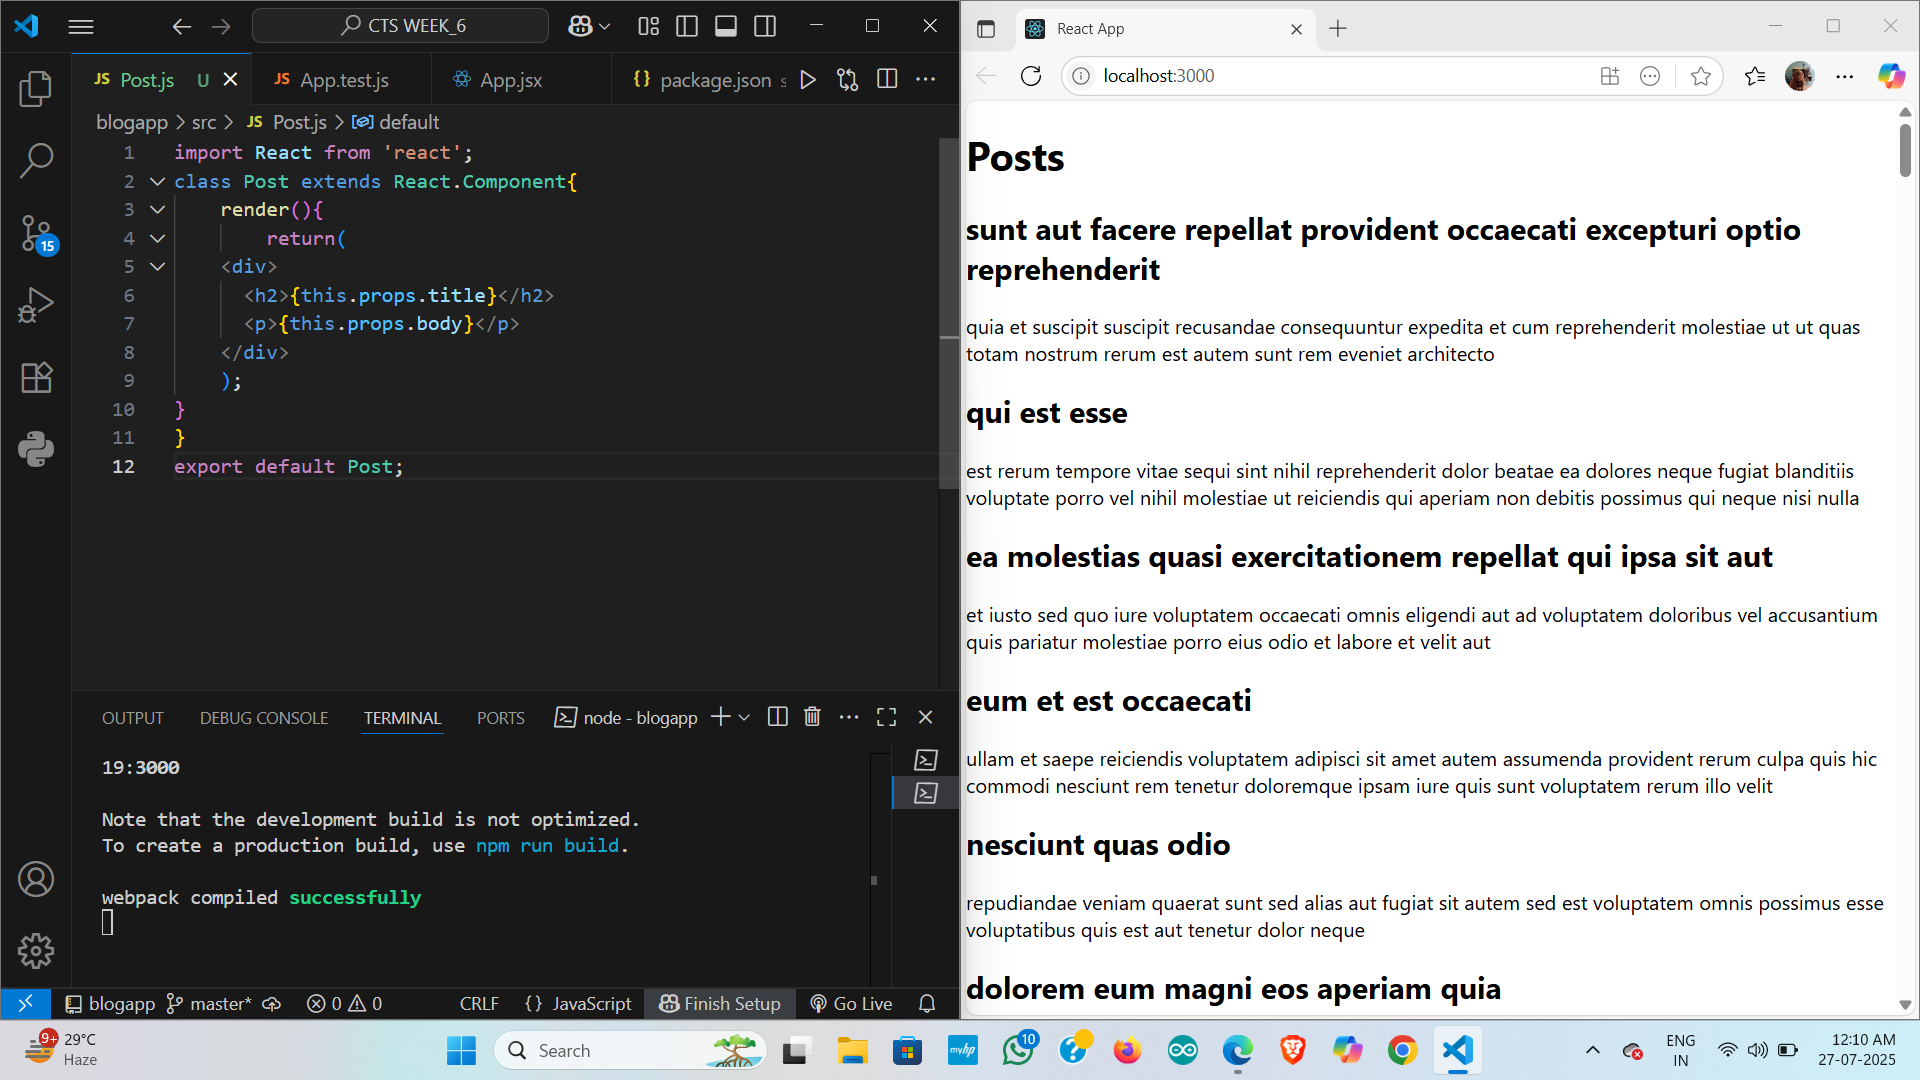 CTS WEEK_6
JS Post.js U
JS App.test.js
App.jsx
{} package.json s
blogapp > src > JS Post.js > default
1 import React from 'react';
2 class Post extends React.Component{
3 render(){
4 return(
5 <div>
6 <h2>{this.props.title}</h2>
7 <p>{this.props.body}</p>
8 </div>
9 );
10 }
11 }
12 export default Post;
15
OUTPUT DEBUG CONSOLE TERMINAL PORTS node - blogapp
19:3000
Note that the development build is not optimized.
To create a production build, use npm run build.
webpack compiled successfully
blogapp master* 0 0 CRLF {} JavaScript Finish Setup Go Live
React App
localhost:3000
Posts
sunt aut facere repellat provident occaecati excepturi optio
reprehenderit
quia et suscipit suscipit recusandae consequuntur expedita et cum reprehenderit molestiae ut ut quas
totam nostrum rerum est autem sunt rem eveniet architecto
qui est esse
est rerum tempore vitae sequi sint nihil reprehenderit dolor beatae ea dolores neque fugiat blanditiis
voluptate porro vel nihil molestiae ut reiciendis qui aperiam non debitis possimus qui neque nisi nulla
ea molestias quasi exercitationem repellat qui ipsa sit aut
et iusto sed quo iure voluptatem occaecati omnis eligendi aut ad voluptatem doloribus vel accusantium
quis pariatur molestiae porro eius odio et labore et velit aut
eum et est occaecati
ullam et saepe reiciendis voluptatem adipisci sit amet autem assumenda provident rerum culpa quis hic
commodi nesciunt rem tenetur doloremque ipsam iure quis sunt voluptatem rerum illo velit
nesciunt quas odio
repudiandae veniam quaerat sunt sed alias aut fugiat sit autem sed est voluptatem omnis possimus esse
voluptatibus quis est aut tenetur dolor neque
dolorem eum magni eos aperiam quia
9+ 29°C
Haze
Search
myhp
10
ENG
IN
12:10 AM
27-07-2025